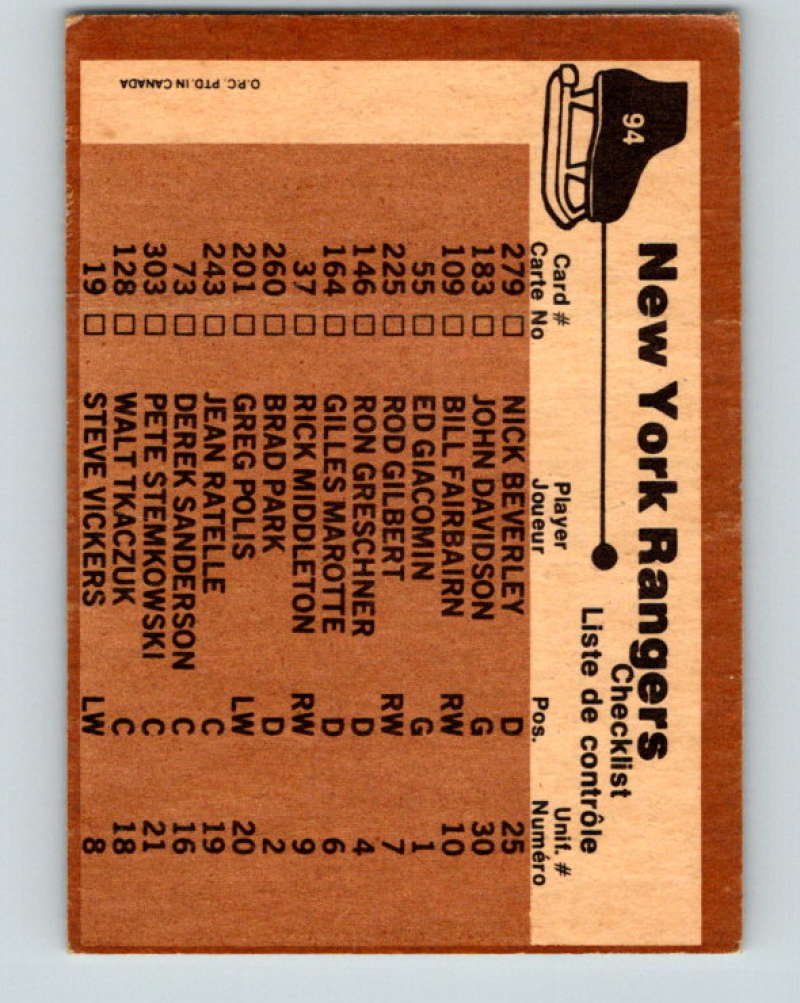 94
New York Rangers
Checklist
Liste de contrôle
Card # Player Unif. #
Carte No Joueur Pos. Numéro
279 □ NICK BEVERLEY D 25
183 □ JOHN DAVIDSON G 30
109 □ BILL FAIRBAIRN RW 10
55 □ ED GIACOMIN G 1
225 □ ROD GILBERT RW 7
146 □ RON GRESCHNER D 4
164 □ GILLES MAROTTE D 6
37 □ RICK MIDDLETON RW 9
260 □ BRAD PARK D 2
201 □ GREG POLIS LW 20
243 □ JEAN RATELLE C 19
73 □ DEREK SANDERSON C 16
303 □ PETE STEMKOWSKI C 21
128 □ WALT TKACZUK C 18
19 □ STEVE VICKERS LW 8
O.P.C. PTD. IN CANADA